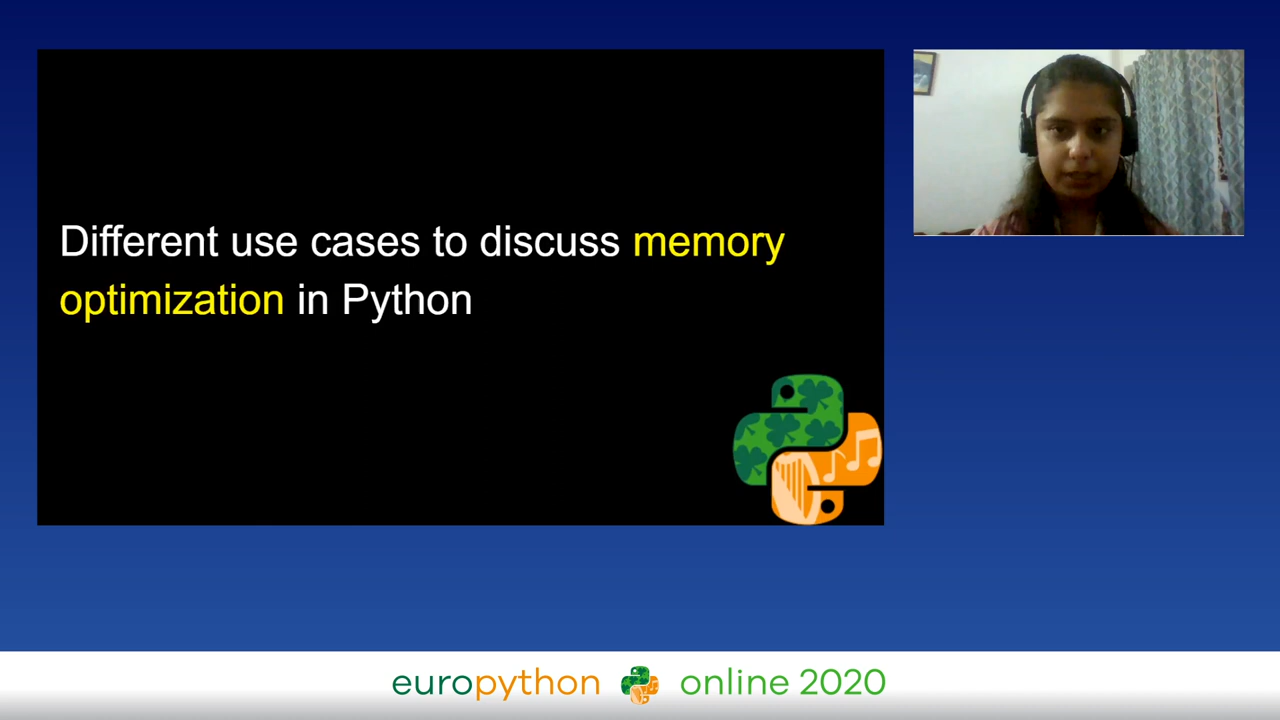 Different use cases to discuss memory
optimization in Python
europython online 2020